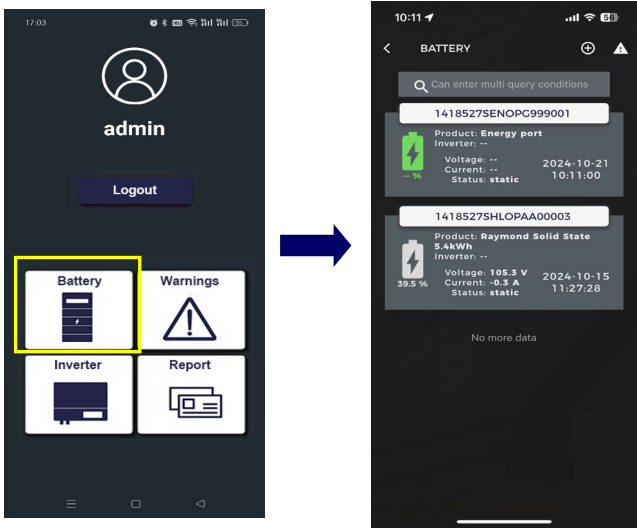 17:03
admin
Logout
Battery
Warnings
Inverter
Report
10:11
56
BATTERY
Can enter multi query conditions
1418527SENOPG999001
Product: Energy port
Inverter: --
Voltage: --
Current: --
Status: static
-- %
2024-10-21
10:11:00
1418527SHLOPAA00003
Product: Raymond Solid State
5.4kWh
Inverter: --
Voltage: 105.3 V
Current: -0.3 A
Status: static
39.5 %
2024-10-15
11:27:28
No more data